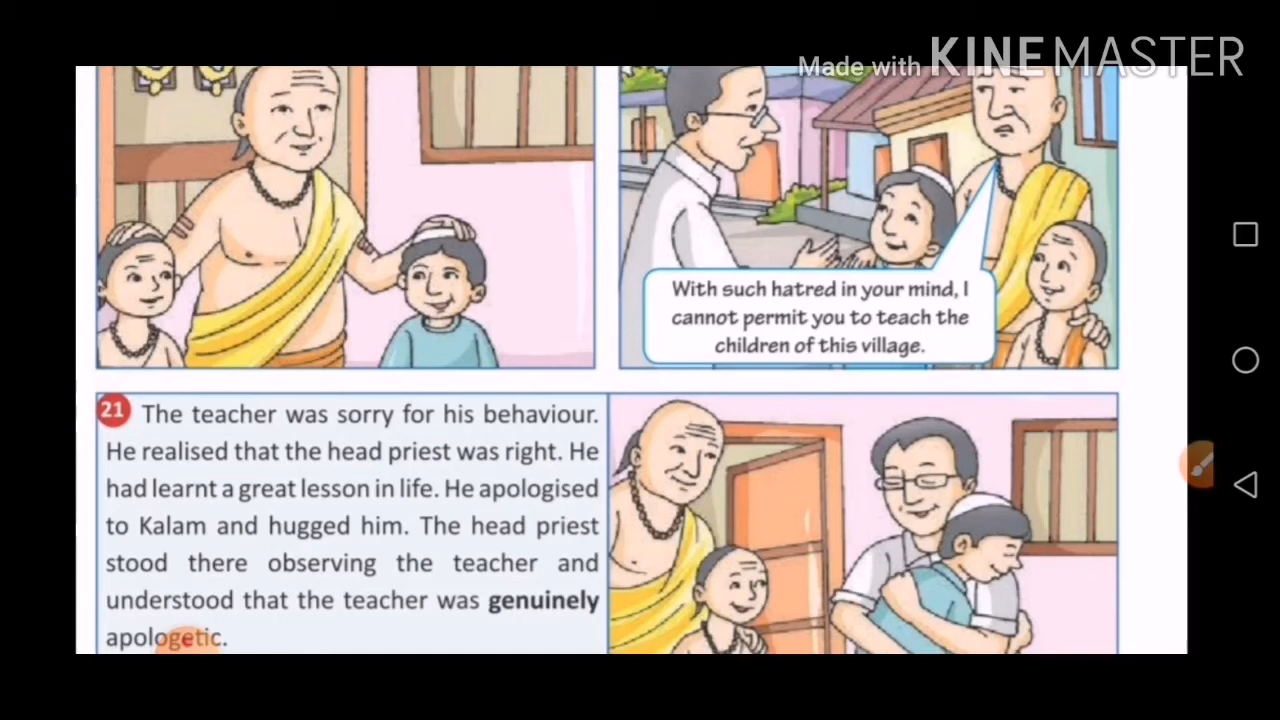 Made with KINEMASTER
With such hatred in your mind, I
cannot permit you to teach the
children of this village.
21 The teacher was sorry for his behaviour.
He realised that the head priest was right. He
had learnt a great lesson in life. He apologised
to Kalam and hugged him. The head priest
stood there observing the teacher and
understood that the teacher was genuinely
apologetic.